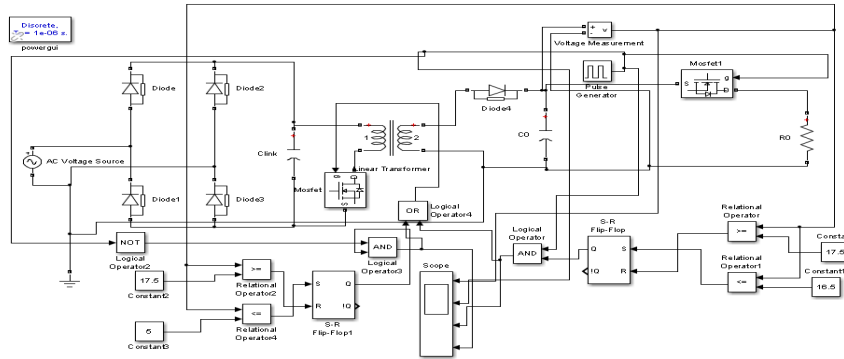 Discrete,
= 1e-06 s.
powergui
Voltage Measurement
v
Mosfet1
g
S
D
Pulse
Generator
Diode
Diode2
Diode4
CO
RO
AC Voltage Source
Clink
1
2
Linear Transformer
Mosfet
g
D
S
Diode1
Diode3
OR
Logical
Operator4
NOT
Logical
Operator2
AND
Logical
Operator3
Logical
Operator
AND
S-R
Flip-Flop
Q
S
!Q
R
Relational
Operator
>=
Constant
17.5
Relational
Operator1
<=
Constant1
16.5
17.5
Constant2
>=
Relational
Operator2
5
Constant3
<=
Relational
Operator4
S
Q
R
!Q
S-R
Flip-Flop1
Scope